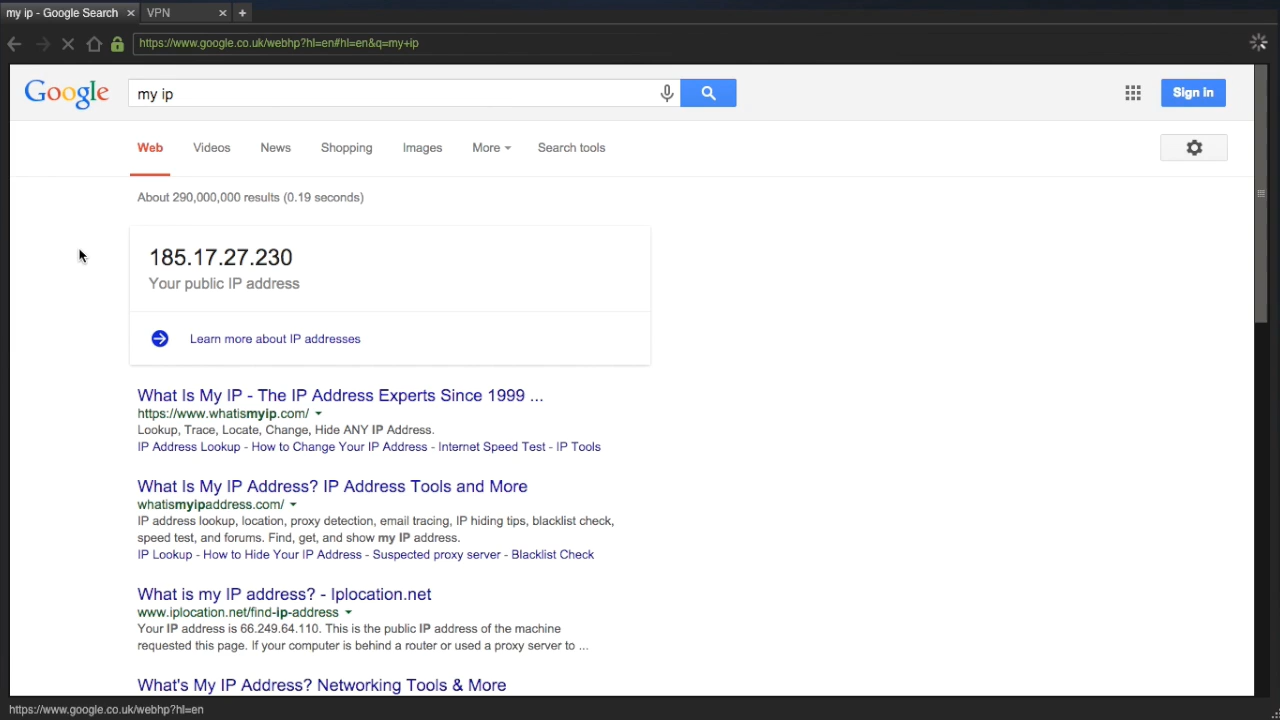 my ip - Google Search
VPN
https://www.google.co.uk/webhp?hl=en#hl=en&q=my+ip
Google
my ip
Sign in
Web Videos News Shopping Images More Search tools
About 290,000,000 results (0.19 seconds)
185.17.27.230
Your public IP address
Learn more about IP addresses
What Is My IP - The IP Address Experts Since 1999 ...
https://www.whatismyip.com/
Lookup, Trace, Locate, Change, Hide ANY IP Address.
IP Address Lookup - How to Change Your IP Address - Internet Speed Test - IP Tools
What Is My IP Address? IP Address Tools and More
whatismyipaddress.com/
IP address lookup, location, proxy detection, email tracing, IP hiding tips, blacklist check,
speed test, and forums. Find, get, and show my IP address.
IP Lookup - How to Hide Your IP Address - Suspected proxy server - Blacklist Check
What is my IP address? - Iplocation.net
www.iplocation.net/find-ip-address
Your IP address is 66.249.64.110. This is the public IP address of the machine
requested this page. If your computer is behind a router or used a proxy server to ...
What's My IP Address? Networking Tools & More
https://www.google.co.uk/webhp?hl=en